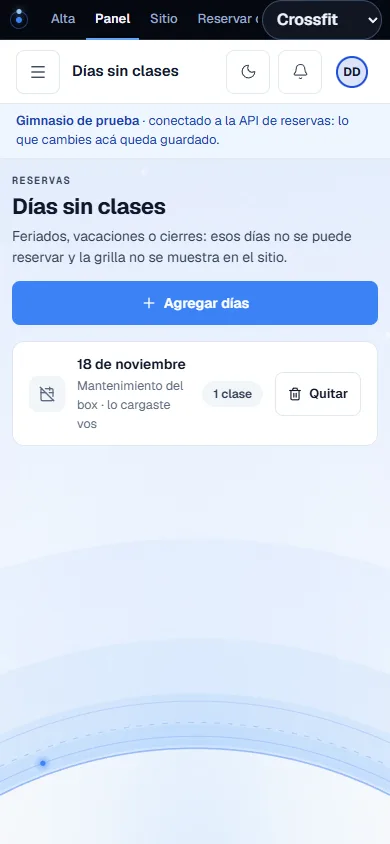 Alta Panel Sitio Reservar Crossfit
Días sin clases DD
Gimnasio de prueba · conectado a la API de reservas: lo
que cambies acá queda guardado.
RESERVAS
Días sin clases
Feriados, vacaciones o cierres: esos días no se puede
reservar y la grilla no se muestra en el sitio.
+ Agregar días
18 de noviembre
Mantenimiento del
box · lo cargaste
vos
1 clase
Quitar